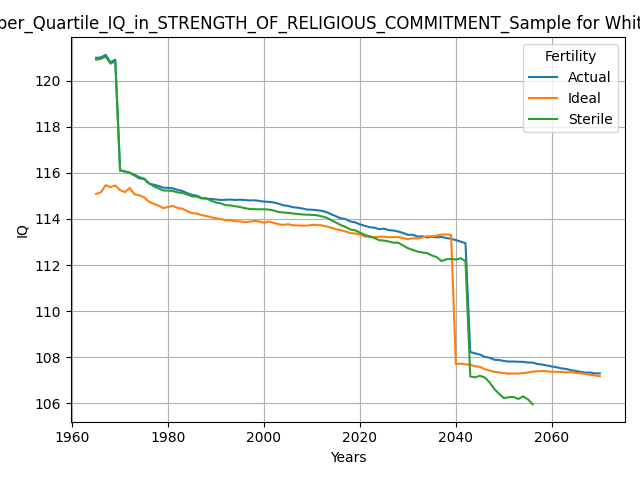 per_Quartile_IQ_in_STRENGTH_OF_RELIGIOUS_COMMITMENT_Sample for Whit
Fertility
Actual
Ideal
Sterile
IQ
120
118
116
114
112
110
108
106
1960
1980
2000
2020
2040
2060
Years